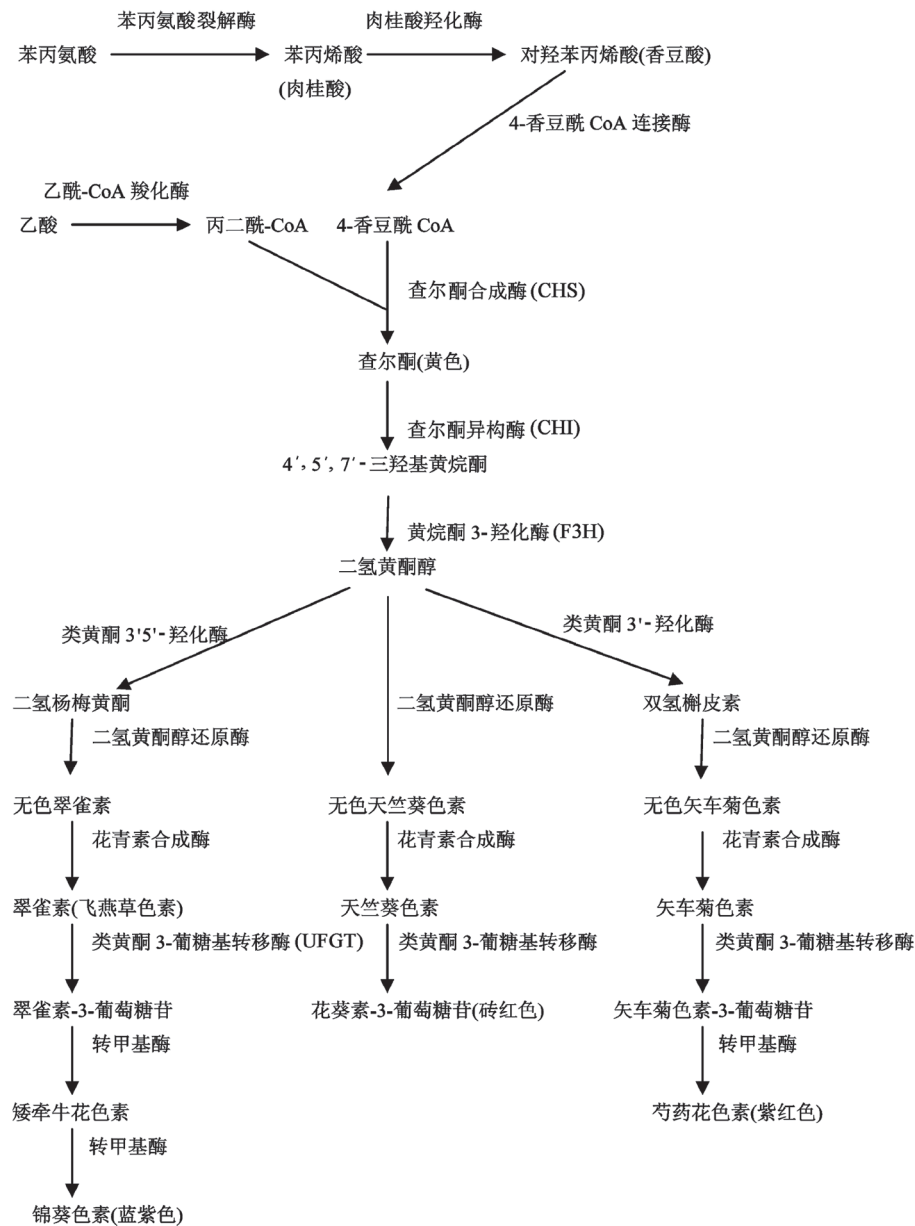 苯丙氨酸裂解酶 肉桂酸羟化酶
苯丙氨酸 苯丙烯酸 对羟苯丙烯酸(香豆酸)
(肉桂酸)
4-香豆酰 CoA 连接酶
乙酰-CoA 羧化酶
乙酸 丙二酰-CoA 4-香豆酰 CoA
查尔酮合成酶(CHS)
查尔酮(黄色)
查尔酮异构酶(CHI)
4′,5′,7′-三羟基黄烷酮
黄烷酮 3-羟化酶(F3H)
二氢黄酮醇
类黄酮 3'5'-羟化酶 类黄酮 3'-羟化酶
二氢杨梅黄酮 二氢黄酮醇还原酶 双氢槲皮素
二氢黄酮醇还原酶 二氢黄酮醇还原酶
无色翠雀素 无色天竺葵色素 无色矢车菊色素
花青素合成酶 花青素合成酶 花青素合成酶
翠雀素(飞燕草色素) 天竺葵色素 矢车菊色素
类黄酮 3-葡糖基转移酶(UFGT) 类黄酮 3-葡糖基转移酶 类黄酮 3-葡糖基转移酶
翠雀素-3-葡萄糖苷 花葵素-3-葡萄糖苷(砖红色) 矢车菊色素-3-葡萄糖苷
转甲基酶 转甲基酶
矮牵牛花色素 芍药花色素(紫红色)
转甲基酶
锦葵色素(蓝紫色)